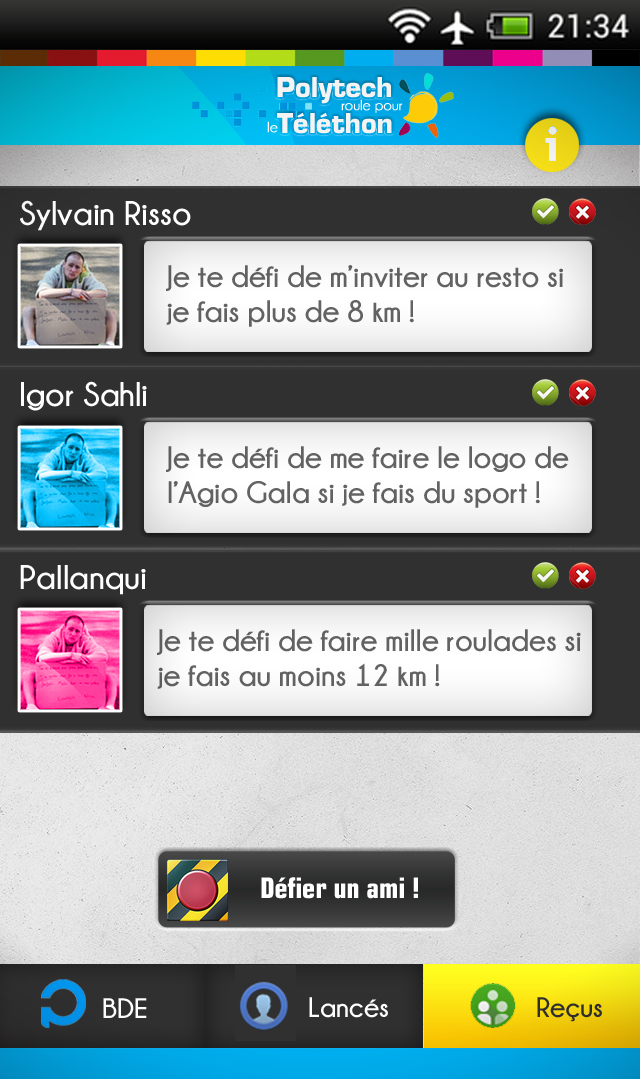 21:34
Polytech
roule pour
le Téléthon
i
Sylvain Risso
Je te défi de m'inviter au resto si
je fais plus de 8 km !
Igor Sahli
Je te défi de me faire le logo de
l'Agio Gala si je fais du sport !
Pallanqui
Je te défi de faire mille roulades si
je fais au moins 12 km !
Défier un ami !
BDE
Lancés
Reçus